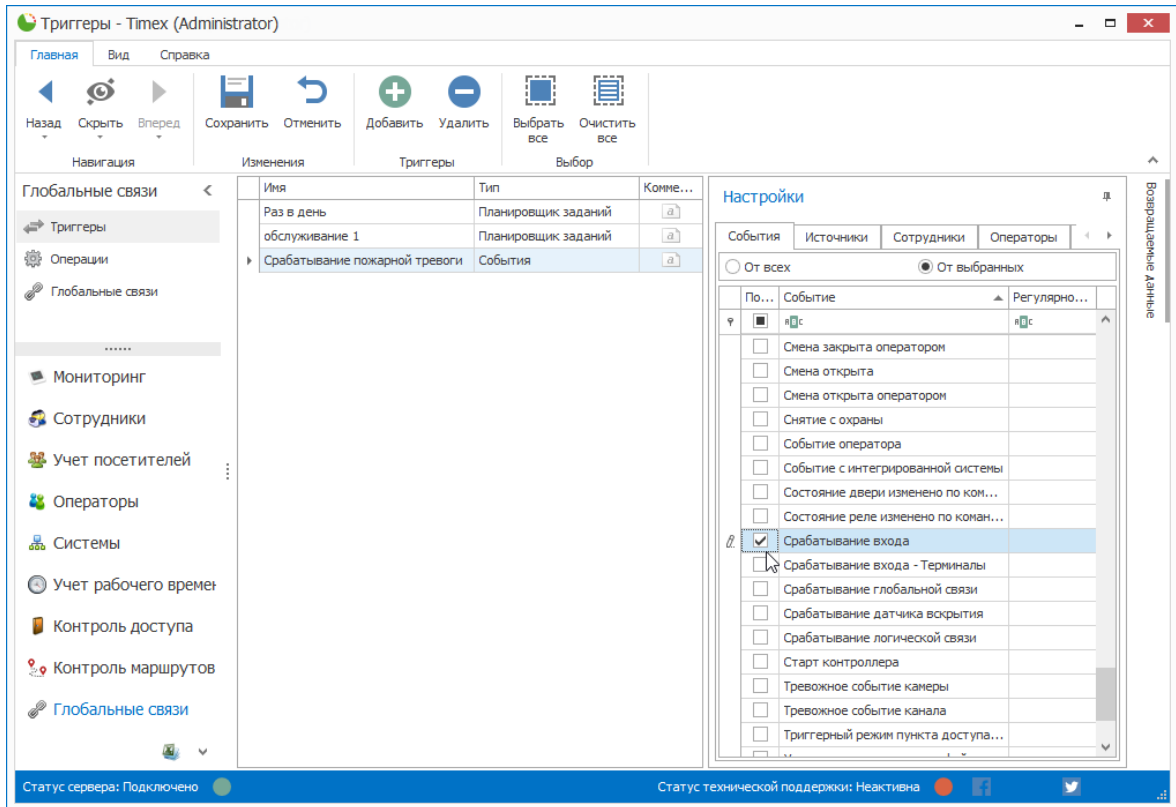 Триггеры - Timex (Administrator)
Главная Вид Справка
Назад Скрыть Вперед Сохранить Отменить Добавить Удалить Выбрать все Очистить все
Навигация Изменения Триггеры Выбор
Глобальные связи
Триггеры
Операции
Глобальные связи
Мониторинг
Сотрудники
Учет посетителей
Операторы
Системы
Учет рабочего времен
Контроль доступа
Контроль маршрутов
Глобальные связи
Имя Тип Комме...
Раз в день Планировщик заданий
обслуживание 1 Планировщик заданий
Срабатывание пожарной тревоги События
Настройки
События Источники Сотрудники Операторы
От всех От выбранных
По... Событие Регулярно...
Смена закрыта оператором
Смена открыта
Смена открыта оператором
Снятие с охраны
Событие оператора
Событие с интегрированной системы
Состояние двери изменено по ком...
Состояние реле изменено по коман...
Срабатывание входа
Срабатывание входа - Терминалы
Срабатывание глобальной связи
Срабатывание датчика вскрытия
Срабатывание логической связи
Старт контроллера
Тревожное событие камеры
Тревожное событие канала
Триггерный режим пункта доступа...
Возвращаемые данные
Статус сервера: Подключено Статус технической поддержки: Неактивна